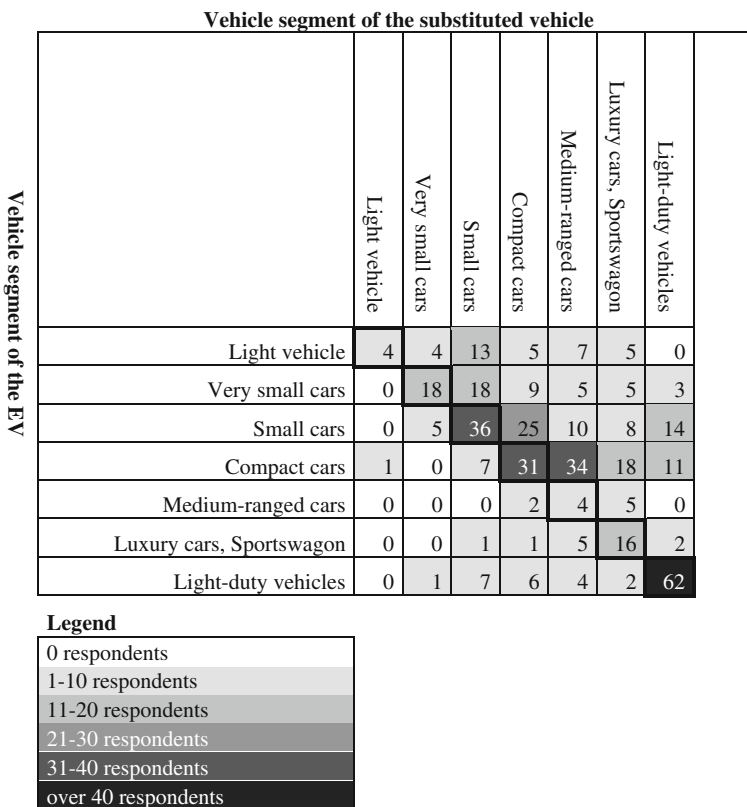 Vehicle segment of the substituted vehicle
Vehicle segment of the EV
Light vehicle
Very small cars
Small cars
Compact cars
Medium-ranged cars
Luxury cars, Sportswagon
Light-duty vehicles
Light vehicle 4 4 13 5 7 5 0
Very small cars 0 18 18 9 5 5 3
Small cars 0 5 36 25 10 8 14
Compact cars 1 0 7 31 34 18 11
Medium-ranged cars 0 0 0 2 4 5 0
Luxury cars, Sportswagon 0 0 1 1 5 16 2
Light-duty vehicles 0 1 7 6 4 2 62
Legend
0 respondents
1-10 respondents
11-20 respondents
21-30 respondents
31-40 respondents
over 40 respondents